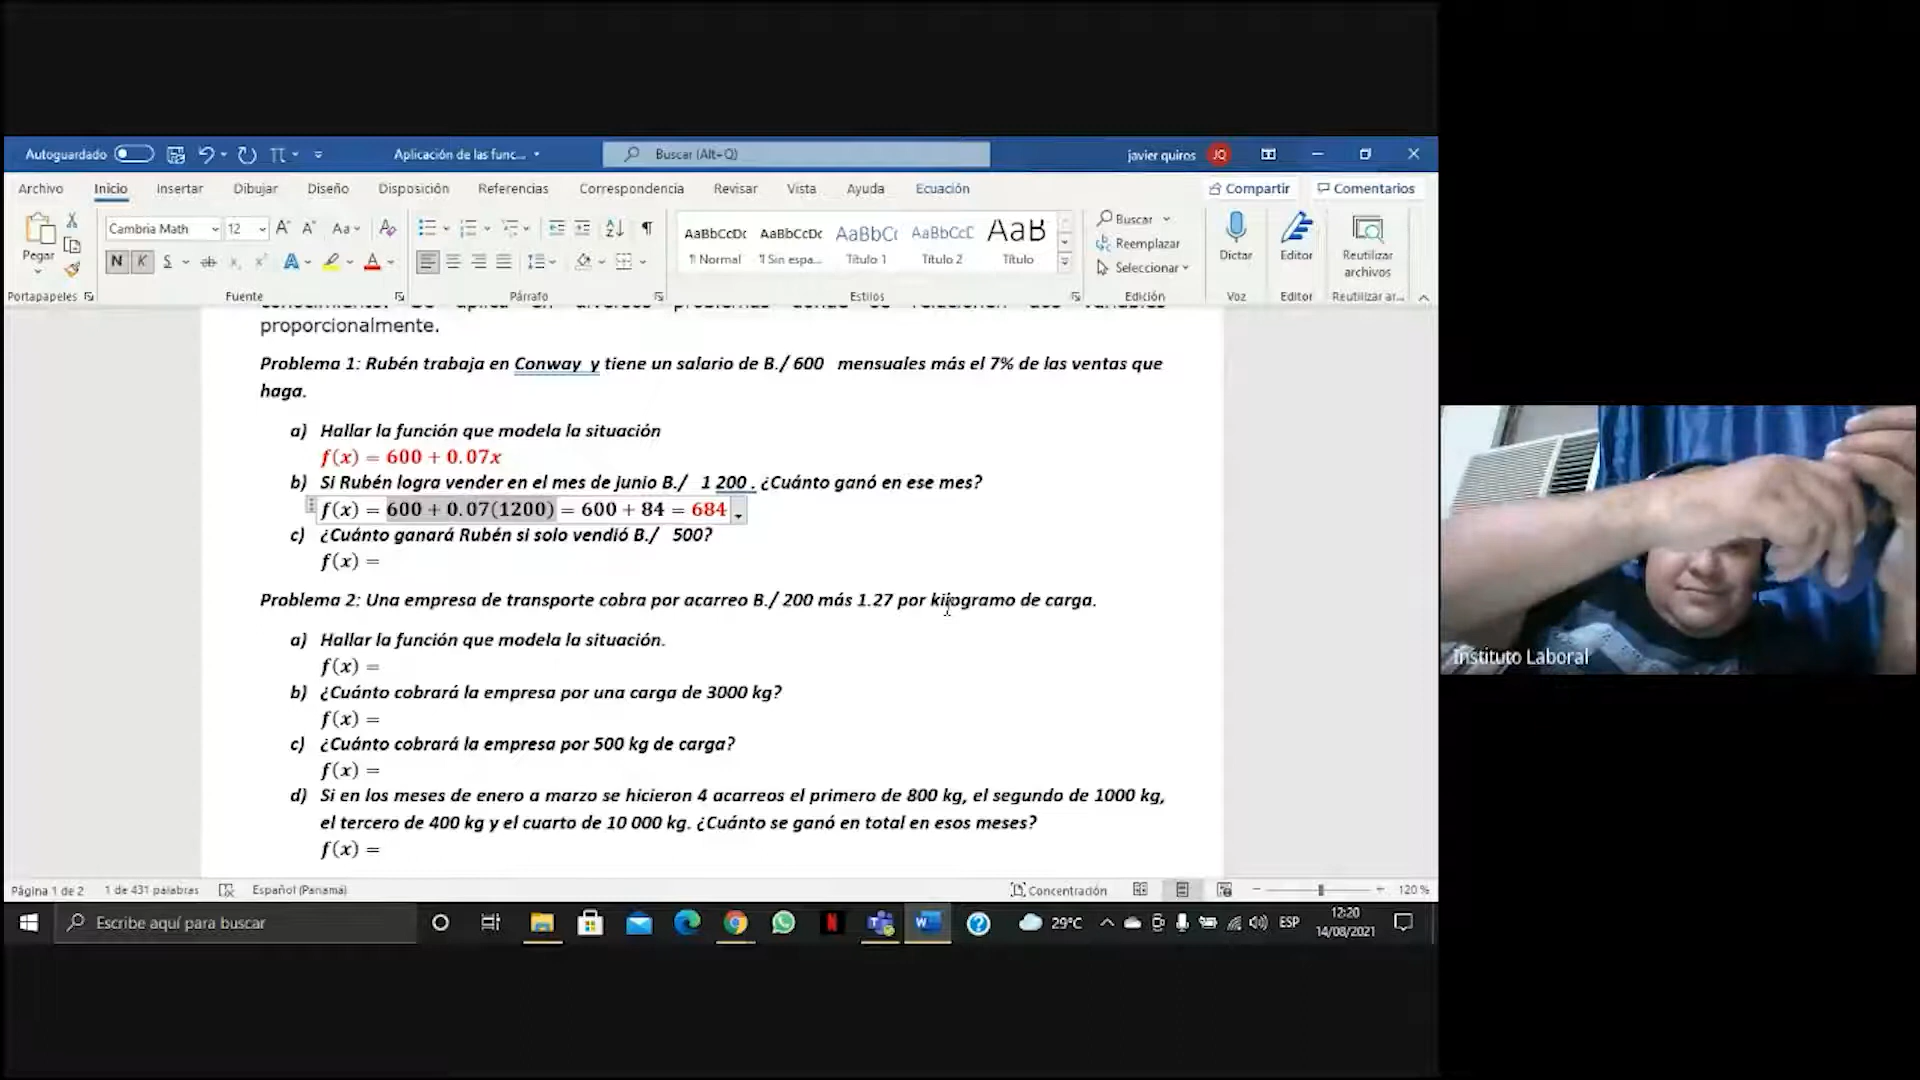 Autoguardado
Aplicación de las func...
Buscar (Alt+Q)
javier quiros
JQ
Archivo Inicio Insertar Dibujar Diseño Disposición Referencias Correspondencia Revisar Vista Ayuda Ecuación
Compartir Comentarios
Pegar
Cambria Math 12 Aa
N K S ab x x A A
AaBbCcDc AaBbCcDc AaBbCc AaBbCcC AaB
¶ Normal ¶ Sin espa... Título 1 Título 2 Título
Buscar
Reemplazar
Seleccionar
Dictar
Editor
Reutilizar archivos
Portapapeles Fuente Párrafo Estilos Edición Voz Editor Reutilizar ar...
proporcionalmente.
Problema 1: Rubén trabaja en Conway y tiene un salario de B./ 600 mensuales más el 7% de las ventas que
haga.
a) Hallar la función que modela la situación
f(x) = 600 + 0.07x
b) Si Rubén logra vender en el mes de junio B./ 1 200 . ¿Cuánto ganó en ese mes?
f(x) = 600 + 0.07(1200) = 600 + 84 = 684
c) ¿Cuánto ganará Rubén si solo vendió B./ 500?
f(x) =
Problema 2: Una empresa de transporte cobra por acarreo B./ 200 más 1.27 por kilogramo de carga.
a) Hallar la función que modela la situación.
f(x) =
b) ¿Cuánto cobrará la empresa por una carga de 3000 kg?
f(x) =
c) ¿Cuánto cobrará la empresa por 500 kg de carga?
f(x) =
d) Si en los meses de enero a marzo se hicieron 4 acarreos el primero de 800 kg, el segundo de 1000 kg,
el tercero de 400 kg y el cuarto de 10 000 kg. ¿Cuánto se ganó en total en esos meses?
f(x) =
Página 1 de 2 1 de 431 palabras Español (Panamá) Concentración 120 %
Escribe aquí para buscar
29°C ESP
12:20
14/08/2021
Instituto Laboral